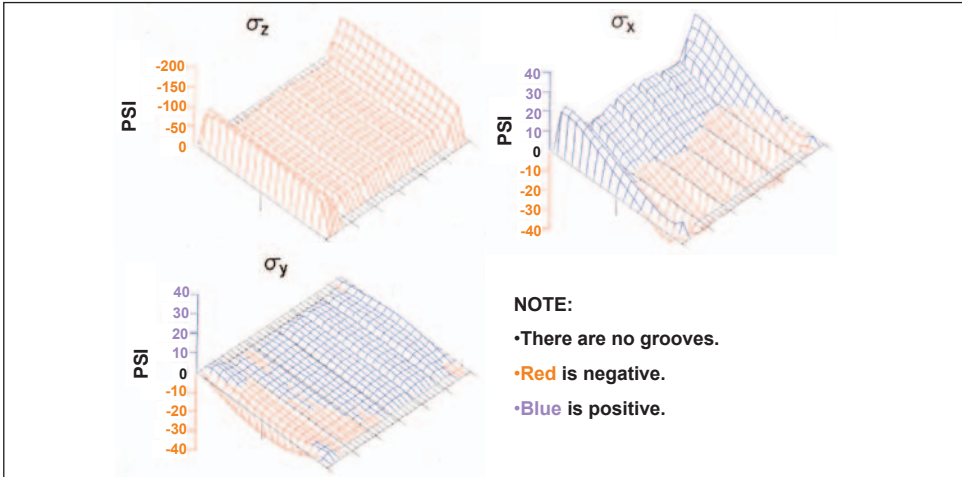 σz
-200
-150
-100
-50
0
PSI
σx
40
30
20
10
0
-10
-20
-30
-40
PSI
σy
40
30
20
10
0
-10
-20
-30
-40
PSI
NOTE:
•There are no grooves.
•Red is negative.
•Blue is positive.